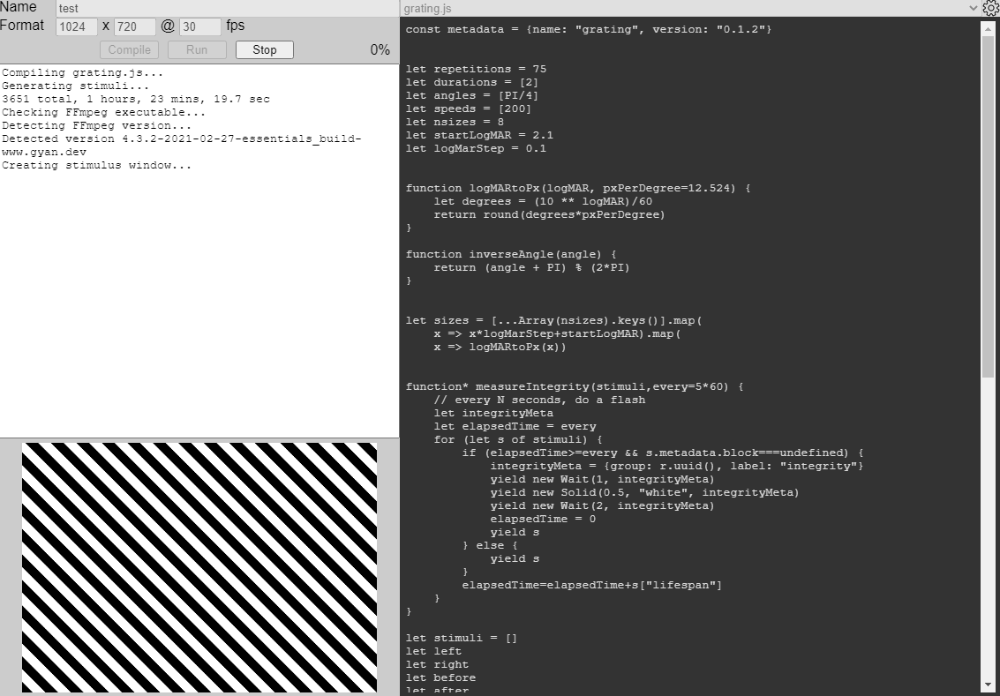 Name test
Format 1024 x 720 @ 30 fps
Compile Run Stop 0%
Compiling grating.js...
Generating stimuli...
3651 total, 1 hours, 23 mins, 19.7 sec
Checking FFmpeg executable...
Detecting FFmpeg version...
Detected version 4.3.2-2021-02-27-essentials_build-
www.gyan.dev
Creating stimulus window...
grating.js
const metadata = {name: "grating", version: "0.1.2"}
let repetitions = 75
let durations = [2]
let angles = [PI/4]
let speeds = [200]
let nsizes = 8
let startLogMAR = 2.1
let logMarStep = 0.1
function logMARtoPx(logMAR, pxPerDegree=12.524) {
    let degrees = (10 ** logMAR)/60
    return round(degrees*pxPerDegree)
}
function inverseAngle(angle) {
    return (angle + PI) % (2*PI)
}
let sizes = [...Array(nsizes).keys()].map(
    x => x*logMarStep+startLogMAR).map(
    x => logMARtoPx(x))
function* measureIntegrity(stimuli,every=5*60) {
    // every N seconds, do a flash
    let integrityMeta
    let elapsedTime = every
    for (let s of stimuli) {
        if (elapsedTime>=every && s.metadata.block===undefined) {
            integrityMeta = {group: r.uuid(), label: "integrity"}
            yield new Wait(1, integrityMeta)
            yield new Solid(0.5, "white", integrityMeta)
            yield new Wait(2, integrityMeta)
            elapsedTime = 0
            yield s
        } else {
            yield s
        }
        elapsedTime=elapsedTime+s["lifespan"]
    }
}
let stimuli = []
let left
let right
let before
let after